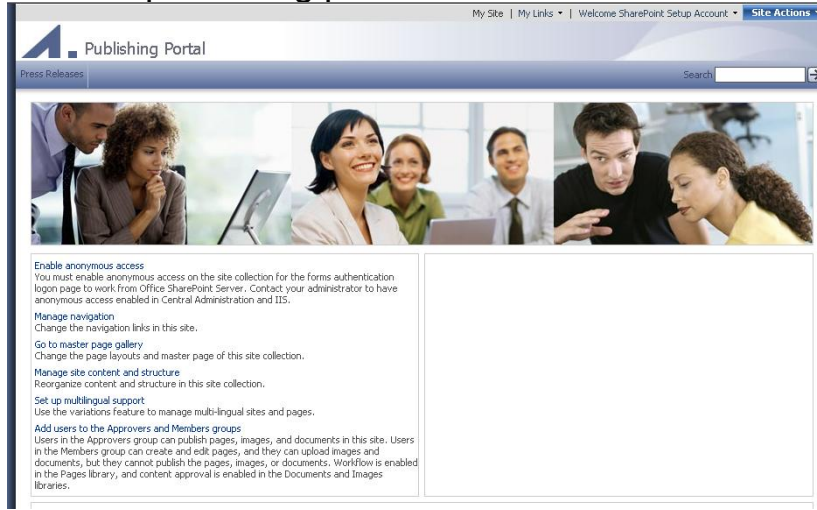 My Site | My Links | Welcome SharePoint Setup Account | Site Actions
Publishing Portal
Press Releases
Search
Enable anonymous access
You must enable anonymous access on the site collection for the forms authentication
logon page to work from Office SharePoint Server. Contact your administrator to have
anonymous access enabled in Central Administration and IIS.
Manage navigation
Change the navigation links in this site.
Go to master page gallery
Change the page layouts and master page of this site collection.
Manage site content and structure
Reorganize content and structure in this site collection.
Set up multilingual support
Use the variations feature to manage multi-lingual sites and pages.
Add users to the Approvers and Members groups
Users in the Approvers group can publish pages, images, and documents in this site. Users
in the Members group can create and edit pages, and they can upload images and
documents, but they cannot publish the pages, images, or documents. Workflow is enabled
in the Pages library, and content approval is enabled in the Documents and Images
libraries.